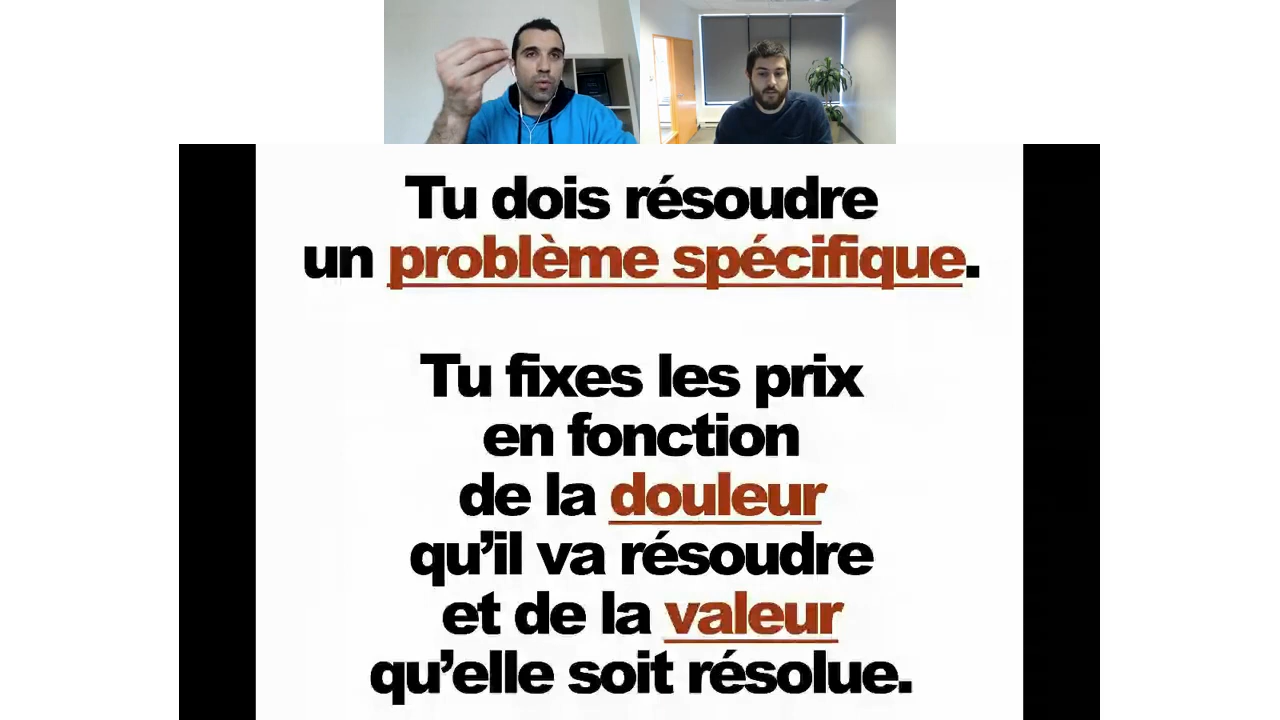 Tu dois résoudre
un problème spécifique.
Tu fixes les prix
en fonction
de la douleur
qu’il va résoudre
et de la valeur
qu’elle soit résolue.